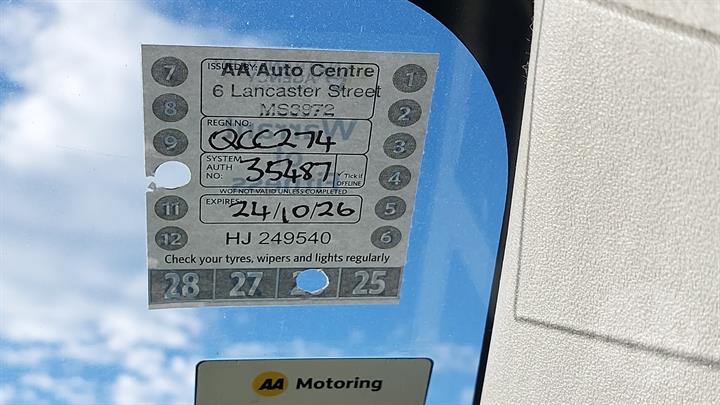 7 ISSUED BY: AA Auto Centre 1
6 Lancaster Street
8 MS3972 2
REGN NO:
9 QCC274 3
SYSTEM
AUTH 35487 Tick if
NO: OFFLINE 4
WOF NOT VALID UNLESS COMPLETED
11 EXPIRES: 24/10/26 5
12 HJ 249540 6
Check your tyres, wipers and lights regularly
28 27 25
AA Motoring